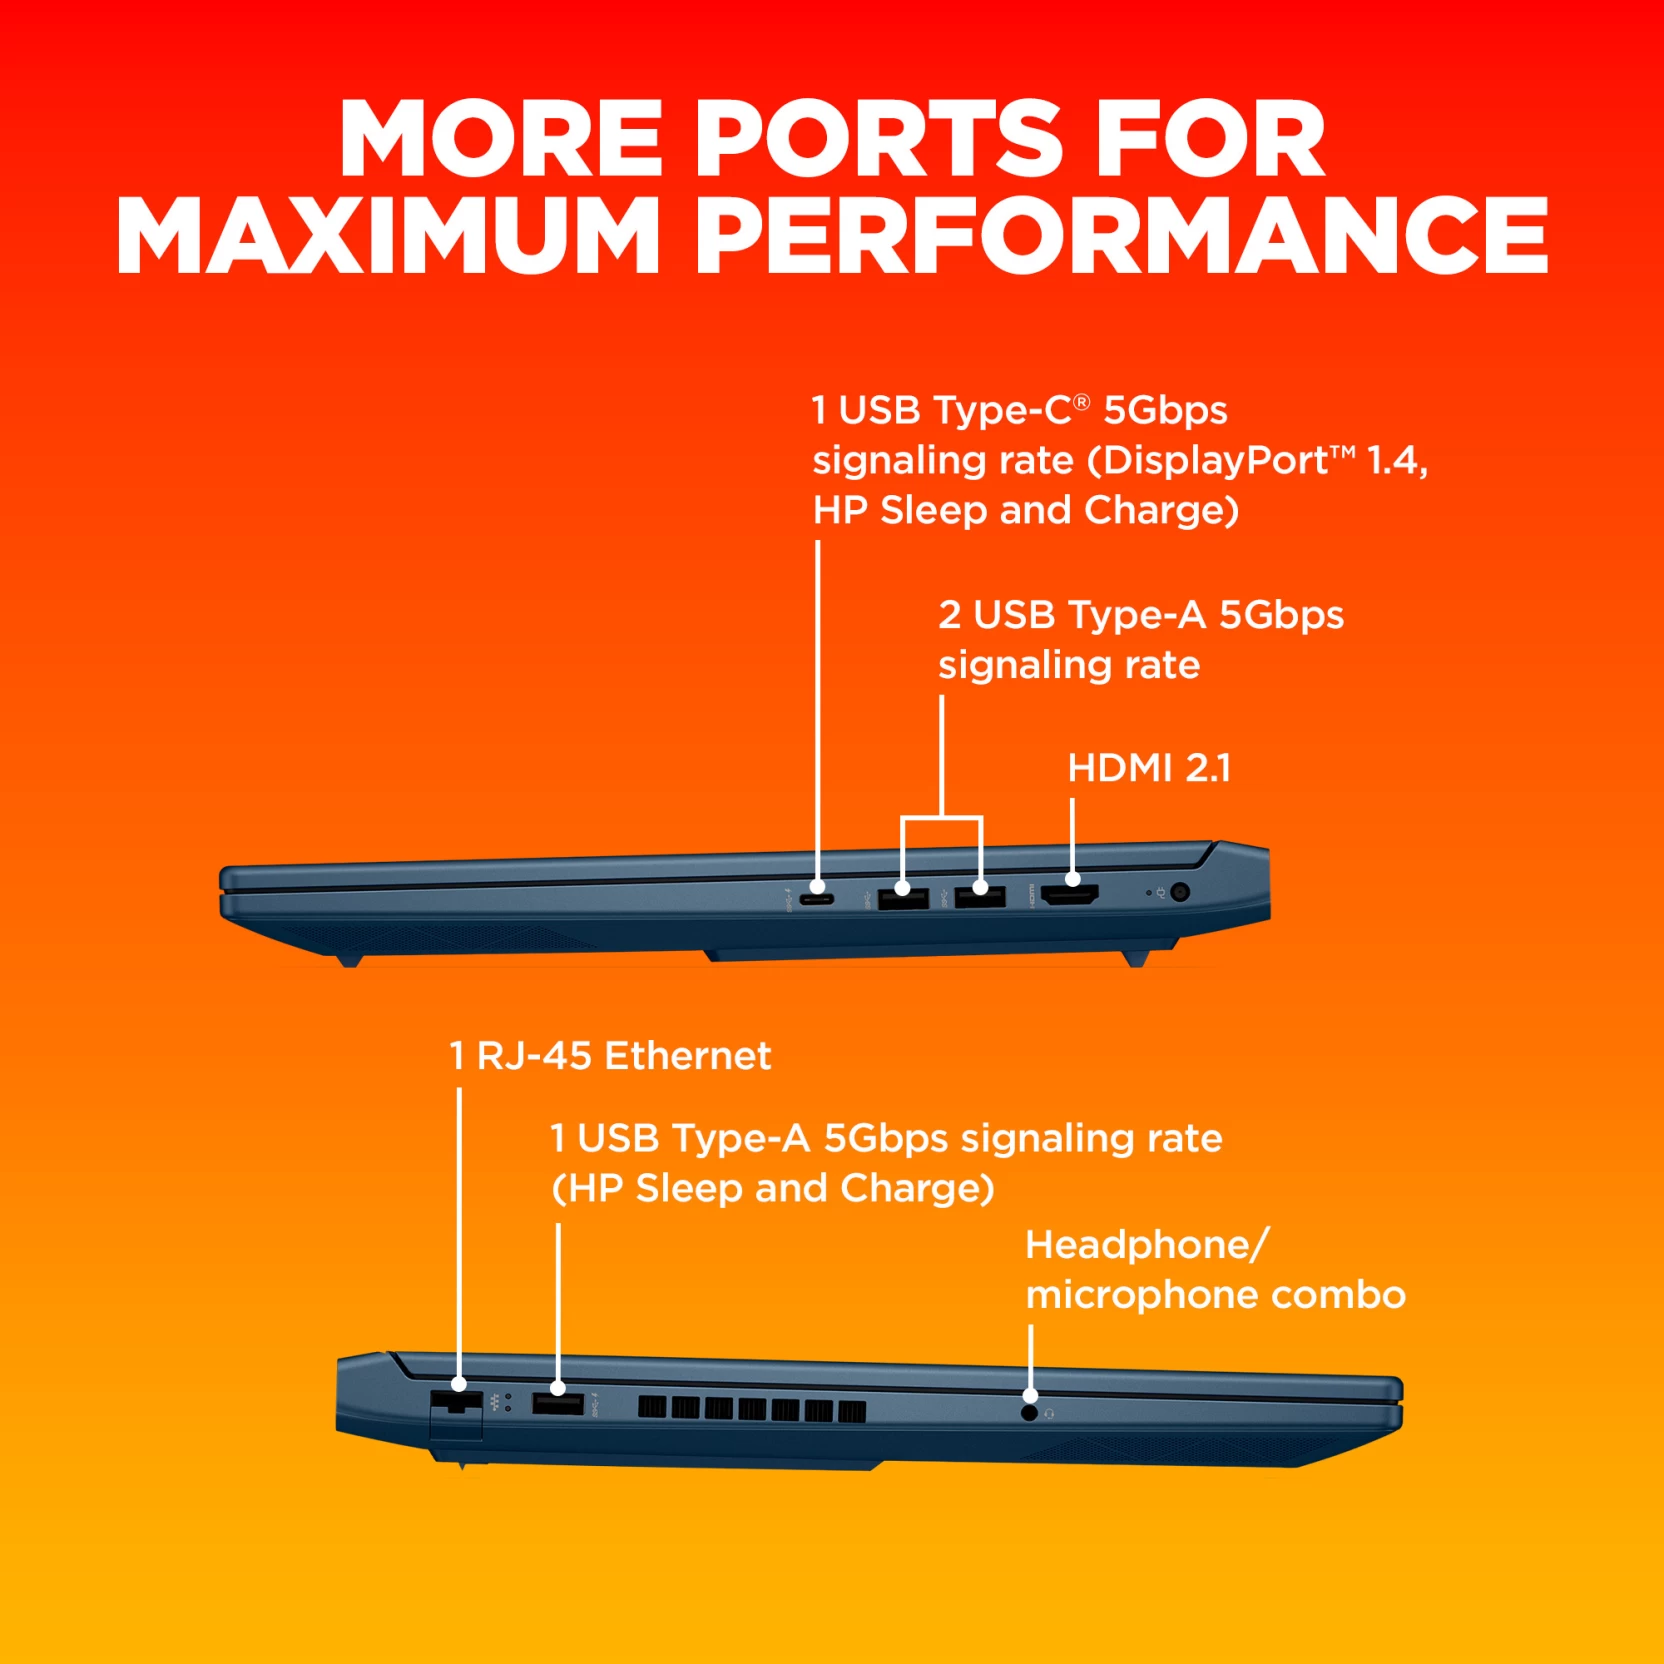 MORE PORTS FOR
MAXIMUM PERFORMANCE
1 USB Type-C® 5Gbps
signaling rate (DisplayPort™ 1.4,
HP Sleep and Charge)
2 USB Type-A 5Gbps
signaling rate
HDMI 2.1
HDMI
1 RJ-45 Ethernet
1 USB Type-A 5Gbps signaling rate
(HP Sleep and Charge)
Headphone/
microphone combo